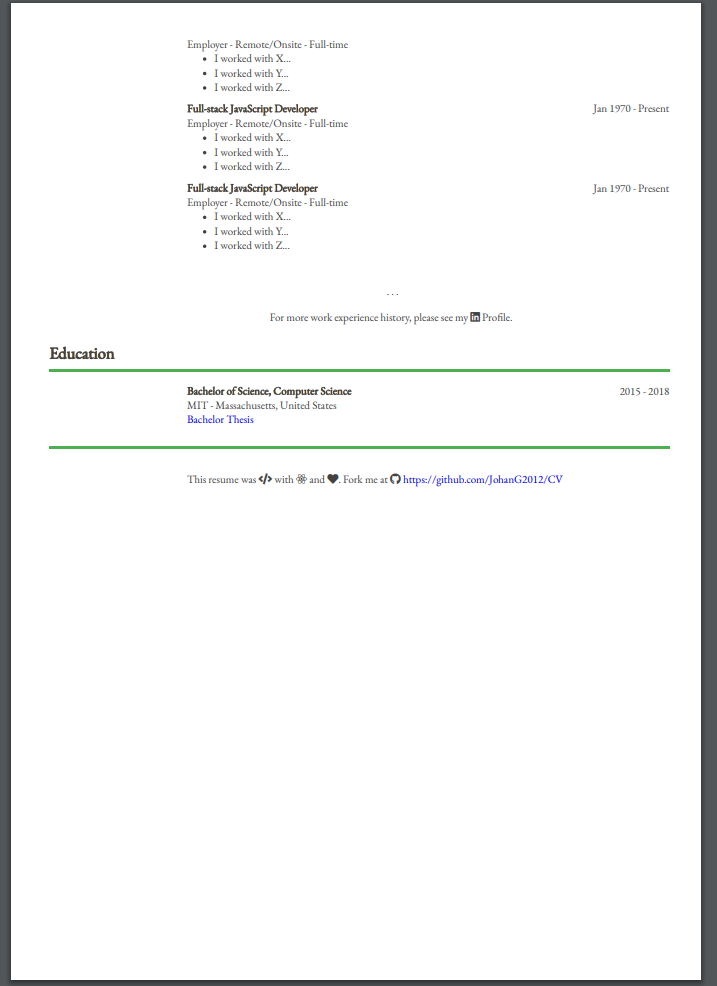 Employer - Remote/Onsite - Full-time
• I worked with X...
• I worked with Y...
• I worked with Z...
Full-stack JavaScript Developer Jan 1970 - Present
Employer - Remote/Onsite - Full-time
• I worked with X...
• I worked with Y...
• I worked with Z...
Full-stack JavaScript Developer Jan 1970 - Present
Employer - Remote/Onsite - Full-time
• I worked with X...
• I worked with Y...
• I worked with Z...
...
For more work experience history, please see my Profile.
Education
Bachelor of Science, Computer Science 2015 - 2018
MIT - Massachusetts, United States
Bachelor Thesis
This resume was </> with and . Fork me at https://github.com/JohanG2012/CV